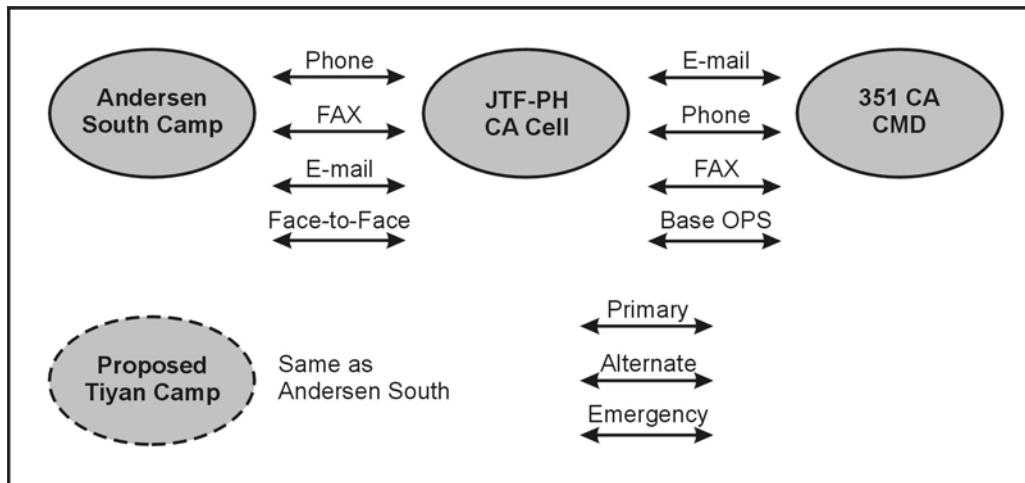 Andersen
South Camp
Phone
FAX
E-mail
Face-to-Face
JTF-PH
CA Cell
E-mail
Phone
FAX
Base OPS
351 CA
CMD
Proposed
Tiyan Camp
Same as
Andersen South
Primary
Alternate
Emergency